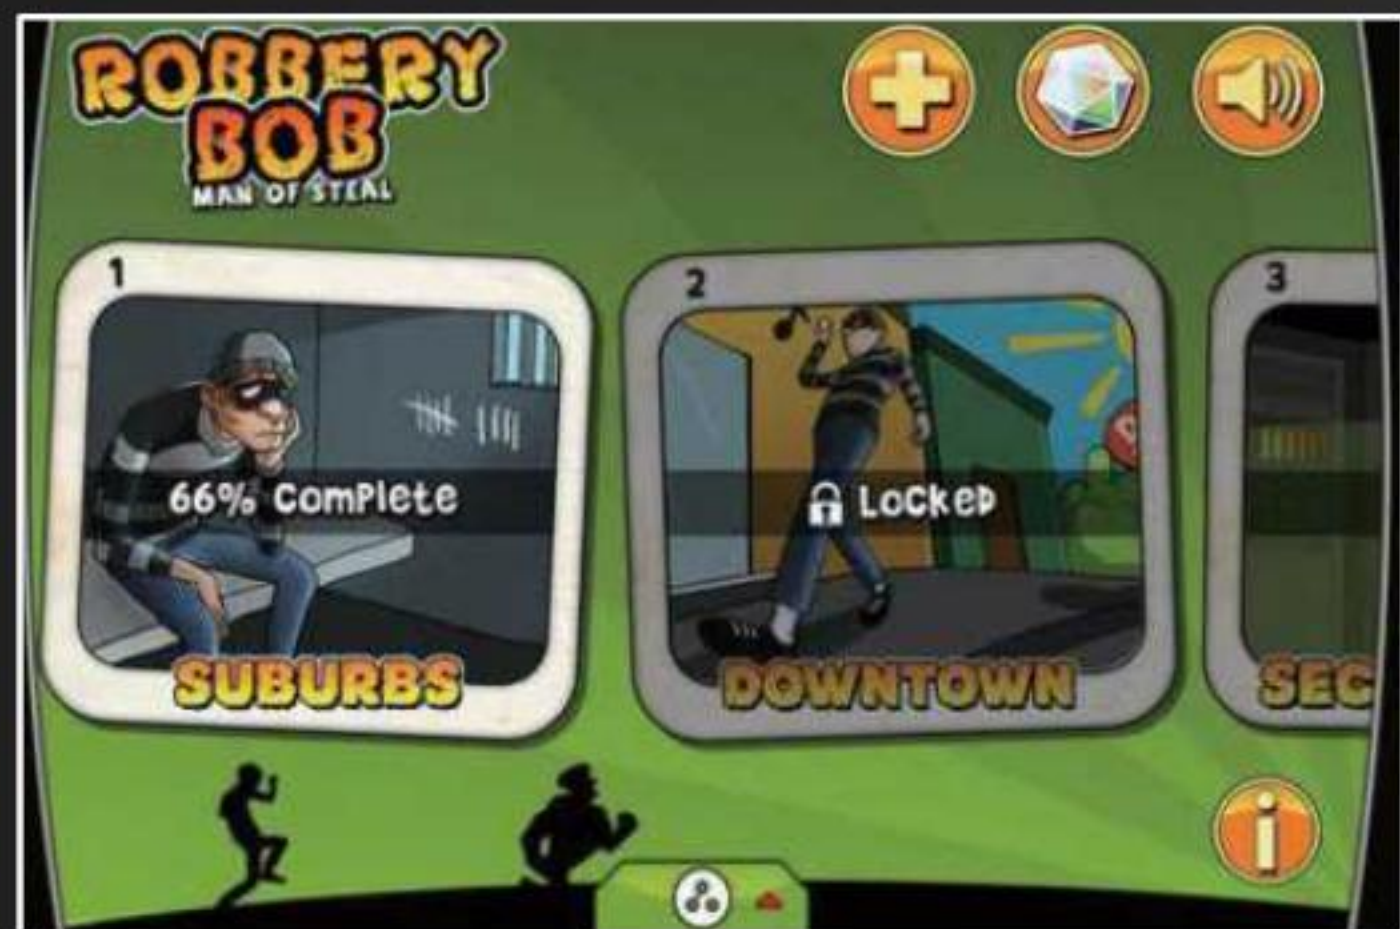 ROBBERY
BOB
MAN OF STEAL
1
2
3
66% Complete
Locked
SUBURBS
DOWNTOWN
SEC